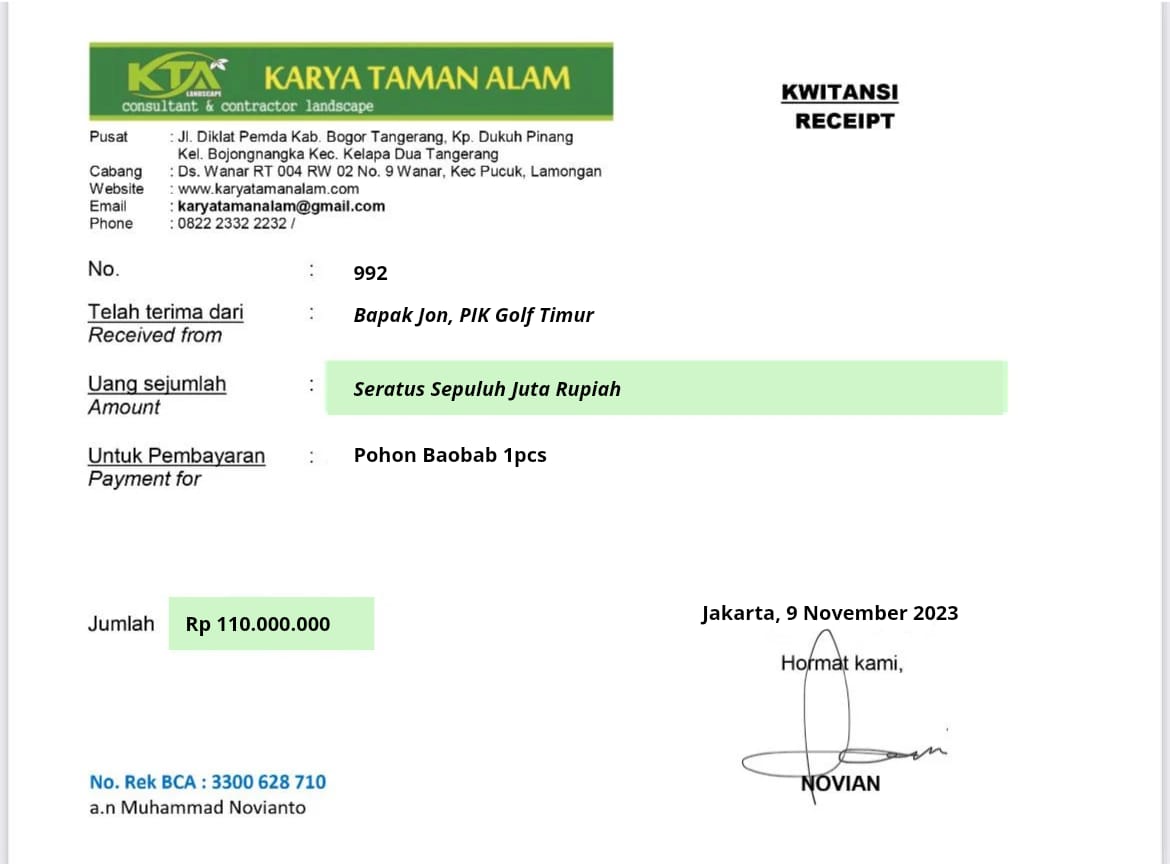 KTA
LANDSCAPE
KARYA TAMAN ALAM
consultant & contractor landscape
KWITANSI
RECEIPT
Pusat : Jl. Diklat Pemda Kab. Bogor Tangerang, Kp. Dukuh Pinang
Kel. Bojongnangka Kec. Kelapa Dua Tangerang
Cabang : Ds. Wanar RT 004 RW 02 No. 9 Wanar, Kec Pucuk, Lamongan
Website : www.karyatamanalam.com
Email : karyatamanalam@gmail.com
Phone : 0822 2332 2232 /
No. : 992
Telah terima dari : Bapak Jon, PIK Golf Timur
Received from
Uang sejumlah : Seratus Sepuluh Juta Rupiah
Amount
Untuk Pembayaran : Pohon Baobab 1pcs
Payment for
Jumlah Rp 110.000.000
Jakarta, 9 November 2023
Hormat kami,
NOVIAN
No. Rek BCA : 3300 628 710
a.n Muhammad Novianto